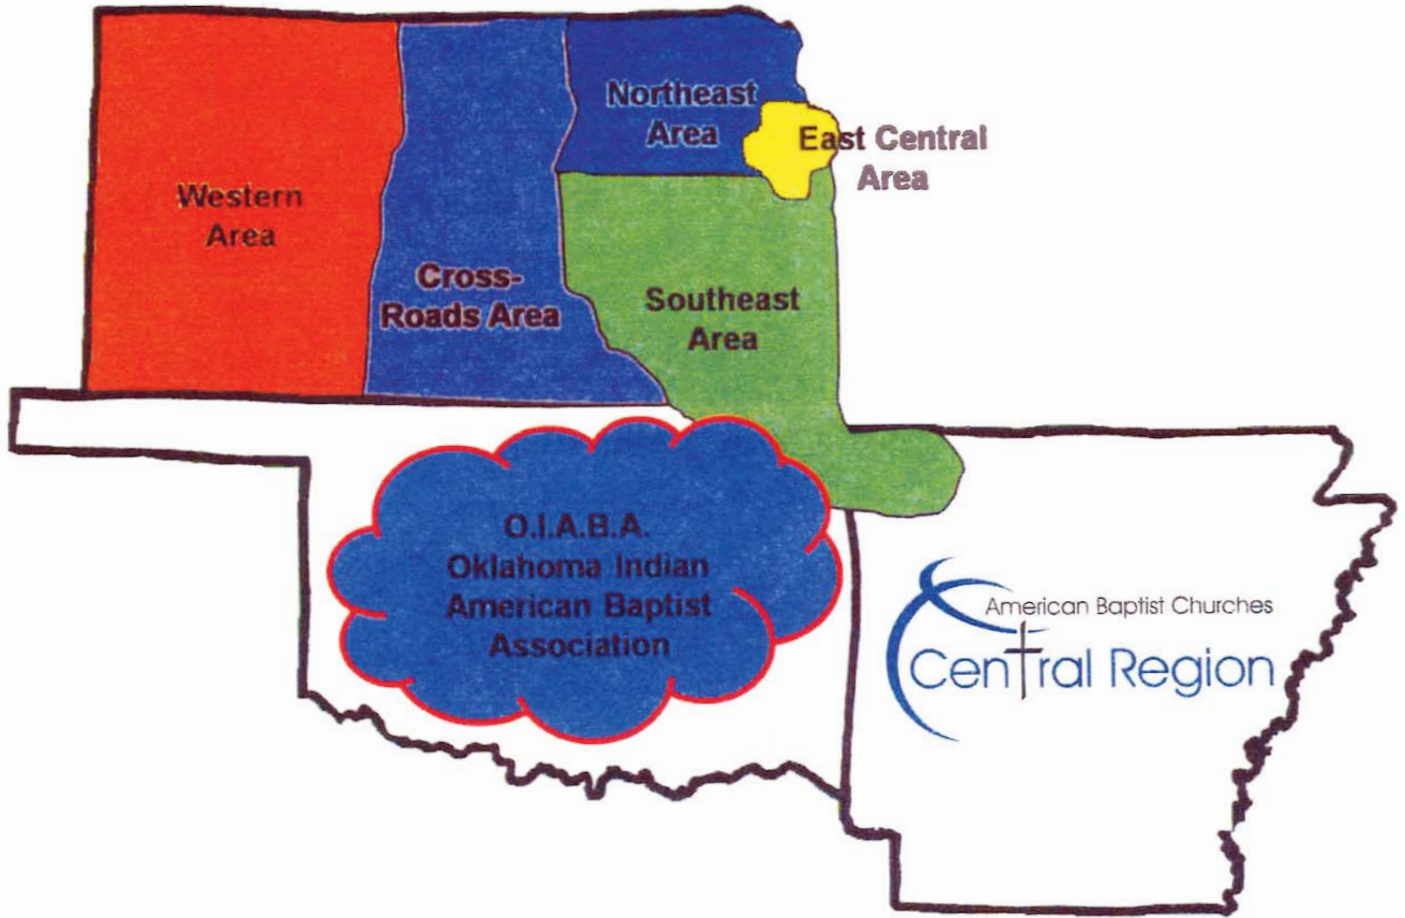 Northeast
Area
East Central
Area
Western
Area
Cross-
Roads Area
Southeast
Area
O.I.A.B.A.
Oklahoma Indian
American Baptist
Association
American Baptist Churches
Central Region